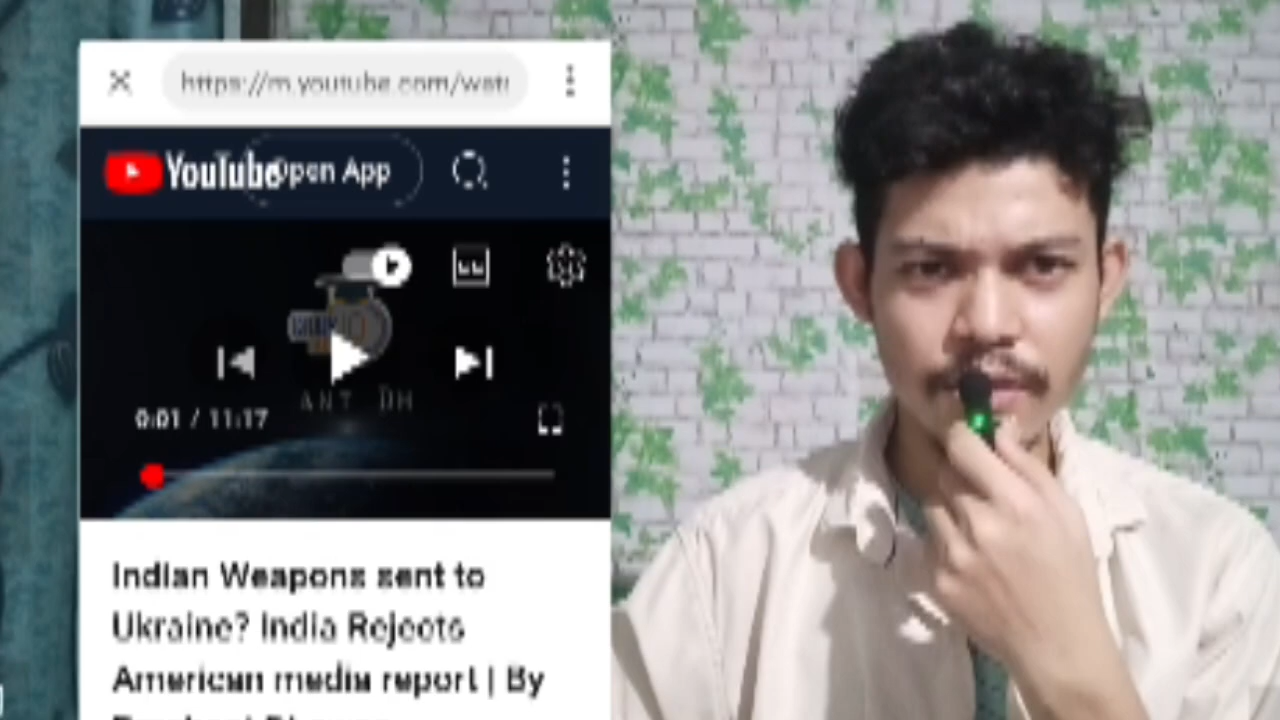 https://m.youtube.com/wat
YouTube
Open App
0:01 / 11:17
Indian Weapons sent to
Ukraine? India Rejects
American media report | By